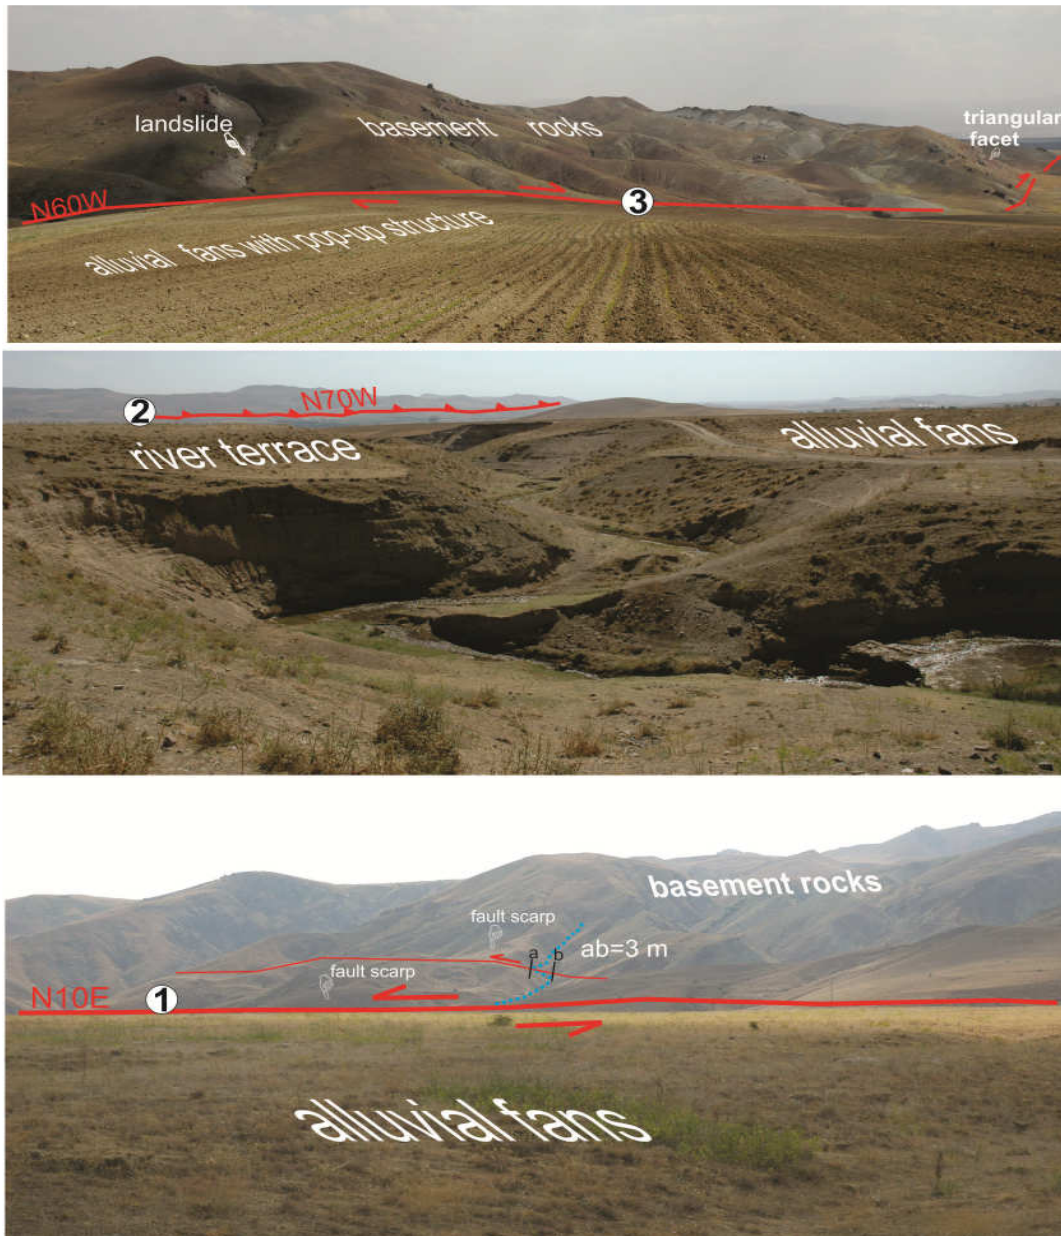 landslide
basement rocks
triangular
facet
N60W
3
alluvial fans with pop-up structure
2
N70W
river terrace
alluvial fans
basement rocks
fault scarp
a b ab=3 m
fault scarp
N10E
1
alluvial fans